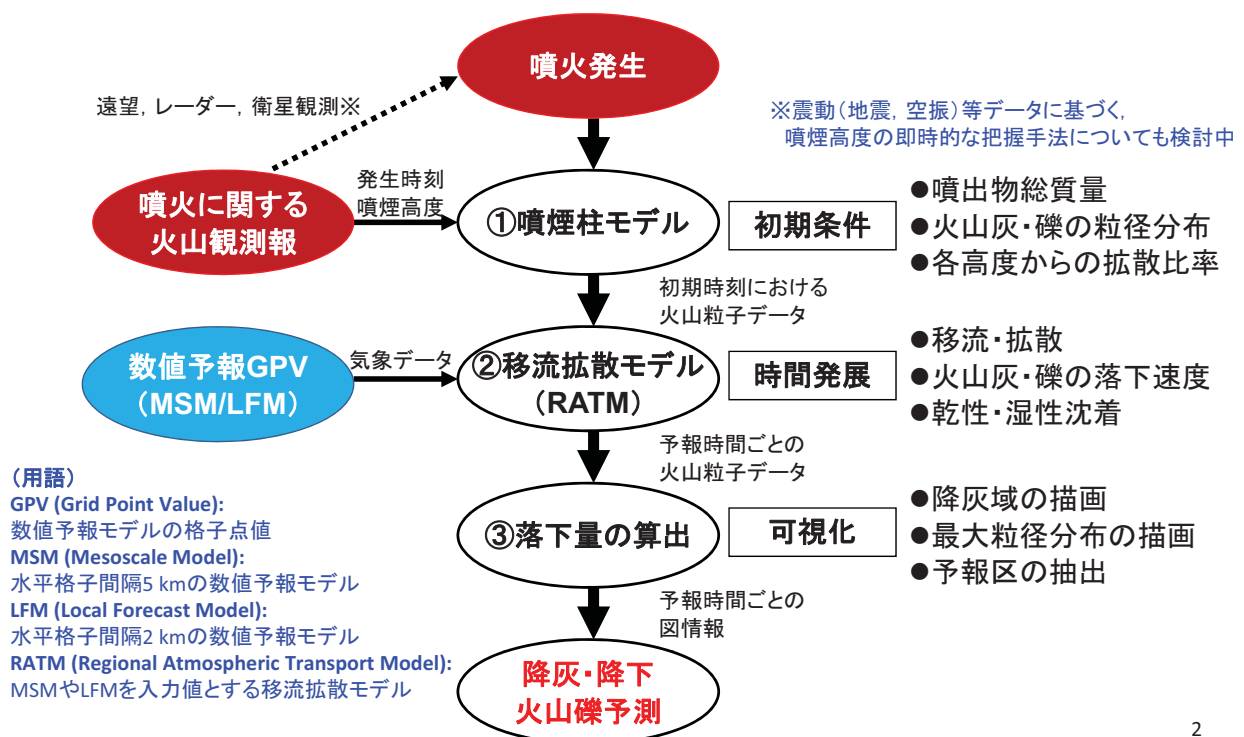 噴火発生
遠望, レーダー, 衛星観測※
※震動(地震, 空振)等データに基づく,
噴煙高度の即時的な把握手法についても検討中
噴火に関する
火山観測報
発生時刻
噴煙高度
①噴煙柱モデル
初期条件
●噴出物総質量
●火山灰・礫の粒径分布
●各高度からの拡散比率
初期時刻における
火山粒子データ
数値予報GPV
(MSM/LFM)
気象データ
②移流拡散モデル
(RATM)
時間発展
●移流・拡散
●火山灰・礫の落下速度
●乾性・湿性沈着
予報時間ごとの
火山粒子データ
(用語)
GPV (Grid Point Value):
数値予報モデルの格子点値
MSM (Mesoscale Model):
水平格子間隔5 kmの数値予報モデル
LFM (Local Forecast Model):
水平格子間隔2 kmの数値予報モデル
RATM (Regional Atmospheric Transport Model):
MSMやLFMを入力値とする移流拡散モデル
③落下量の算出
可視化
●降灰域の描画
●最大粒径分布の描画
●予報区の抽出
予報時間ごとの
図情報
降灰・降下
火山礫予測
2